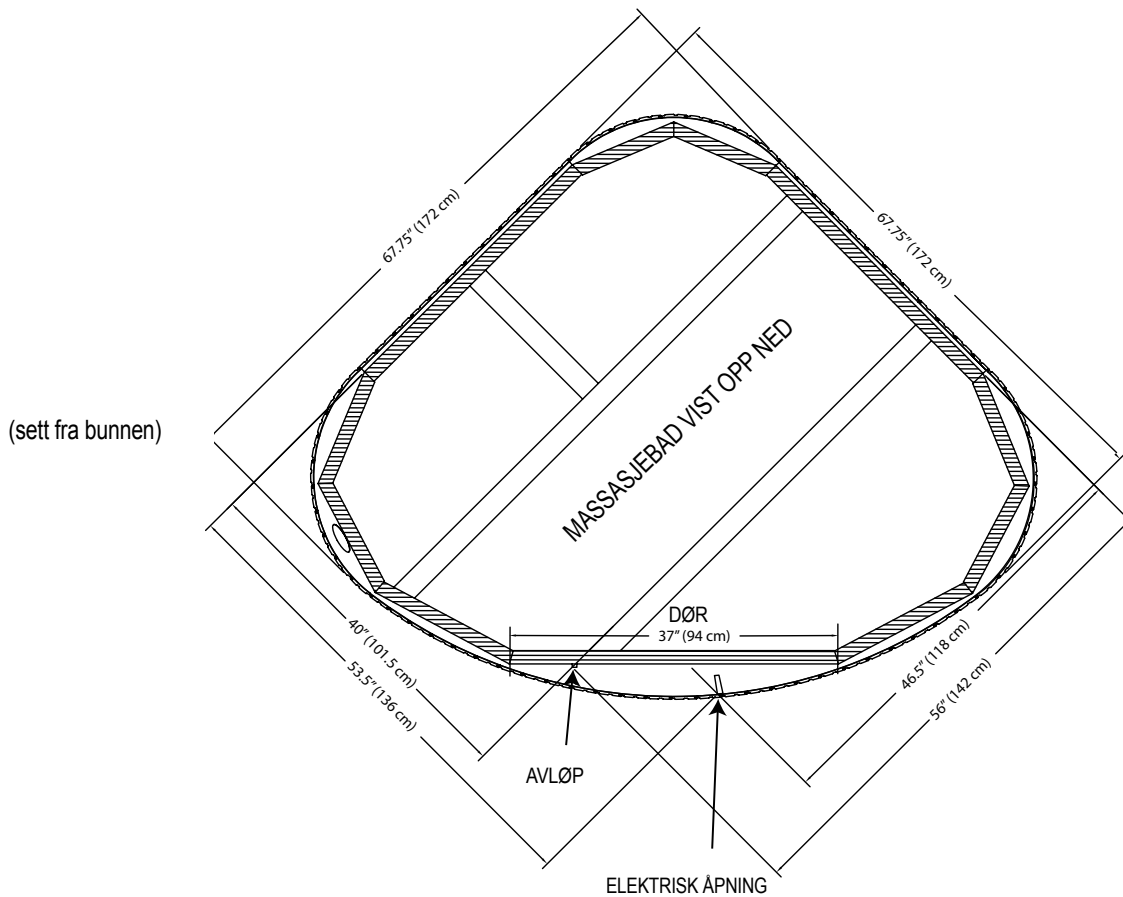 67.75" (172 cm)
67.75" (172 cm)
(sett fra bunnen)
MASSASJEBAD VIST OPP NED
DØR
37" (94 cm)
40" (101.5 cm)
53.5" (136 cm)
46.5" (118 cm)
56" (142 cm)
AVLØP
ELEKTRISK ÅPNING